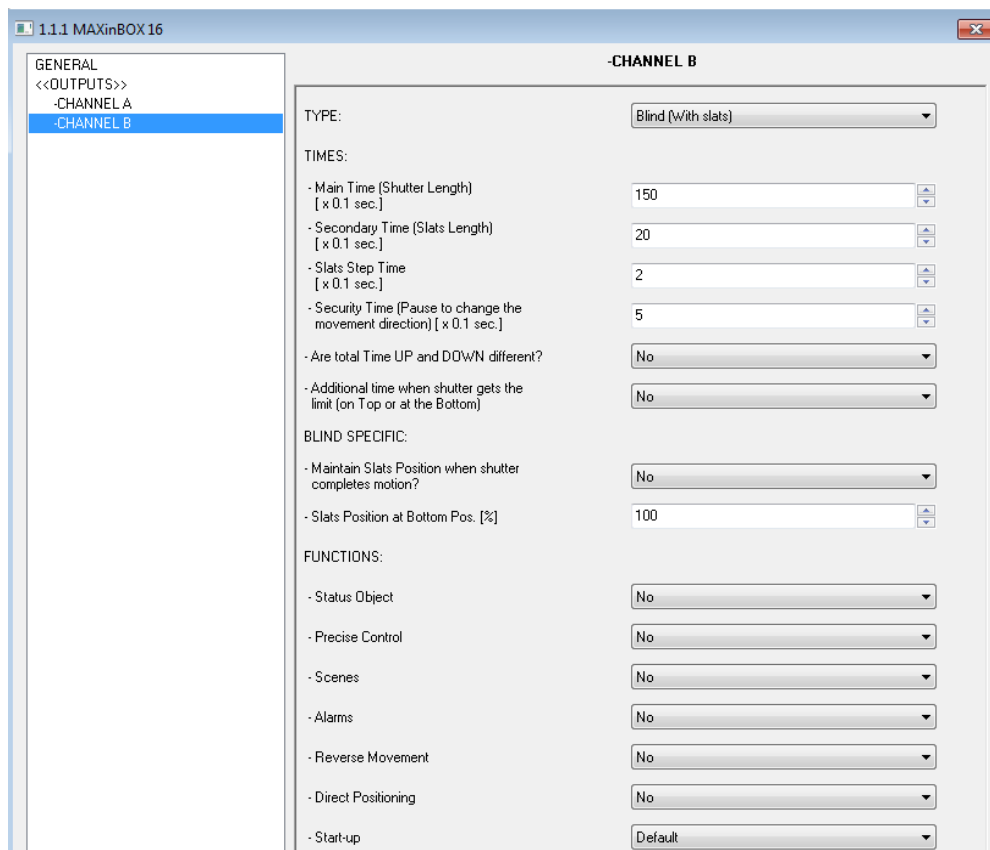 1.1.1 MAXinBOX 16
GENERAL
<<OUTPUTS>>
-CHANNEL A
-CHANNEL B
-CHANNEL B
TYPE:
Blind (With slats)
TIMES:
- Main Time (Shutter Length)
[ x 0.1 sec.]
150
- Secondary Time (Slats Length)
[ x 0.1 sec.]
20
- Slats Step Time
[ x 0.1 sec.]
2
- Security Time (Pause to change the
movement direction) [ x 0.1 sec.]
5
- Are total Time UP and DOWN different?
No
- Additional time when shutter gets the
limit (on Top or at the Bottom)
No
BLIND SPECIFIC:
- Maintain Slats Position when shutter
completes motion?
No
- Slats Position at Bottom Pos. [%]
100
FUNCTIONS:
- Status Object
No
- Precise Control
No
- Scenes
No
- Alarms
No
- Reverse Movement
No
- Direct Positioning
No
- Start-up
Default